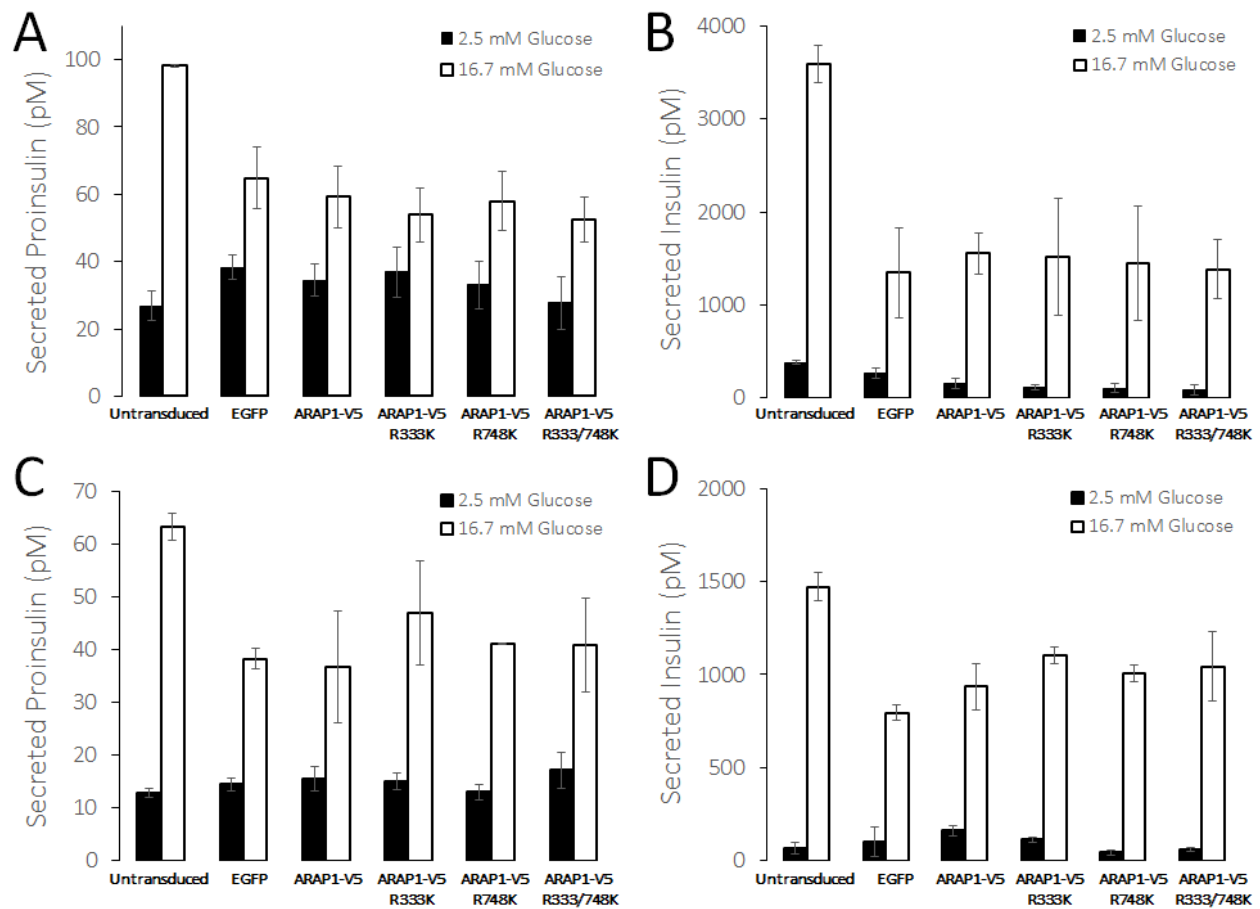 A
Secreted Proinsulin (pM)
100
80
60
40
20
0
2.5 mM Glucose
16.7 mM Glucose
Untransduced EGFP ARAP1-V5 ARAP1-V5 ARAP1-V5 ARAP1-V5
R333K R748K R333/748K
B
Secreted Insulin (pM)
4000
3000
2000
1000
0
2.5 mM Glucose
16.7 mM Glucose
Untransduced EGFP ARAP1-V5 ARAP1-V5 ARAP1-V5 ARAP1-V5
R333K R748K R333/748K
C
Secreted Proinsulin (pM)
70
60
50
40
30
20
10
0
2.5 mM Glucose
16.7 mM Glucose
Untransduced EGFP ARAP1-V5 ARAP1-V5 ARAP1-V5 ARAP1-V5
R333K R748K R333/748K
D
Secreted Insulin (pM)
2000
1500
1000
500
0
2.5 mM Glucose
16.7 mM Glucose
Untransduced EGFP ARAP1-V5 ARAP1-V5 ARAP1-V5 ARAP1-V5
R333K R748K R333/748K